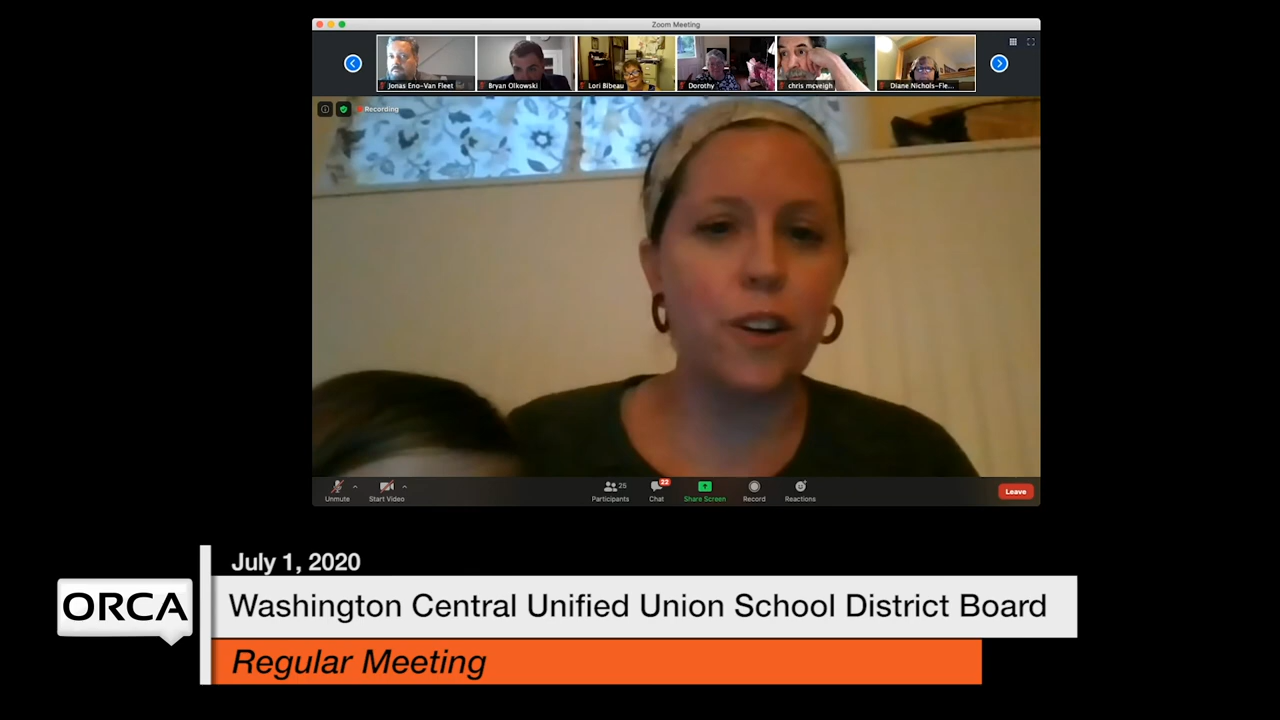 Zoom Meeting
Jonas Eno-Van Fleet
Bryan Olkowski
Lori Bibeau
Dorothy
chris mcveigh
Diane Nichols-Fle...
Recording
Unmute
Start Video
25
Participants
22
Chat
Share Screen
Record
Reactions
Leave
July 1, 2020
ORCA
Washington Central Unified Union School District Board
Regular Meeting